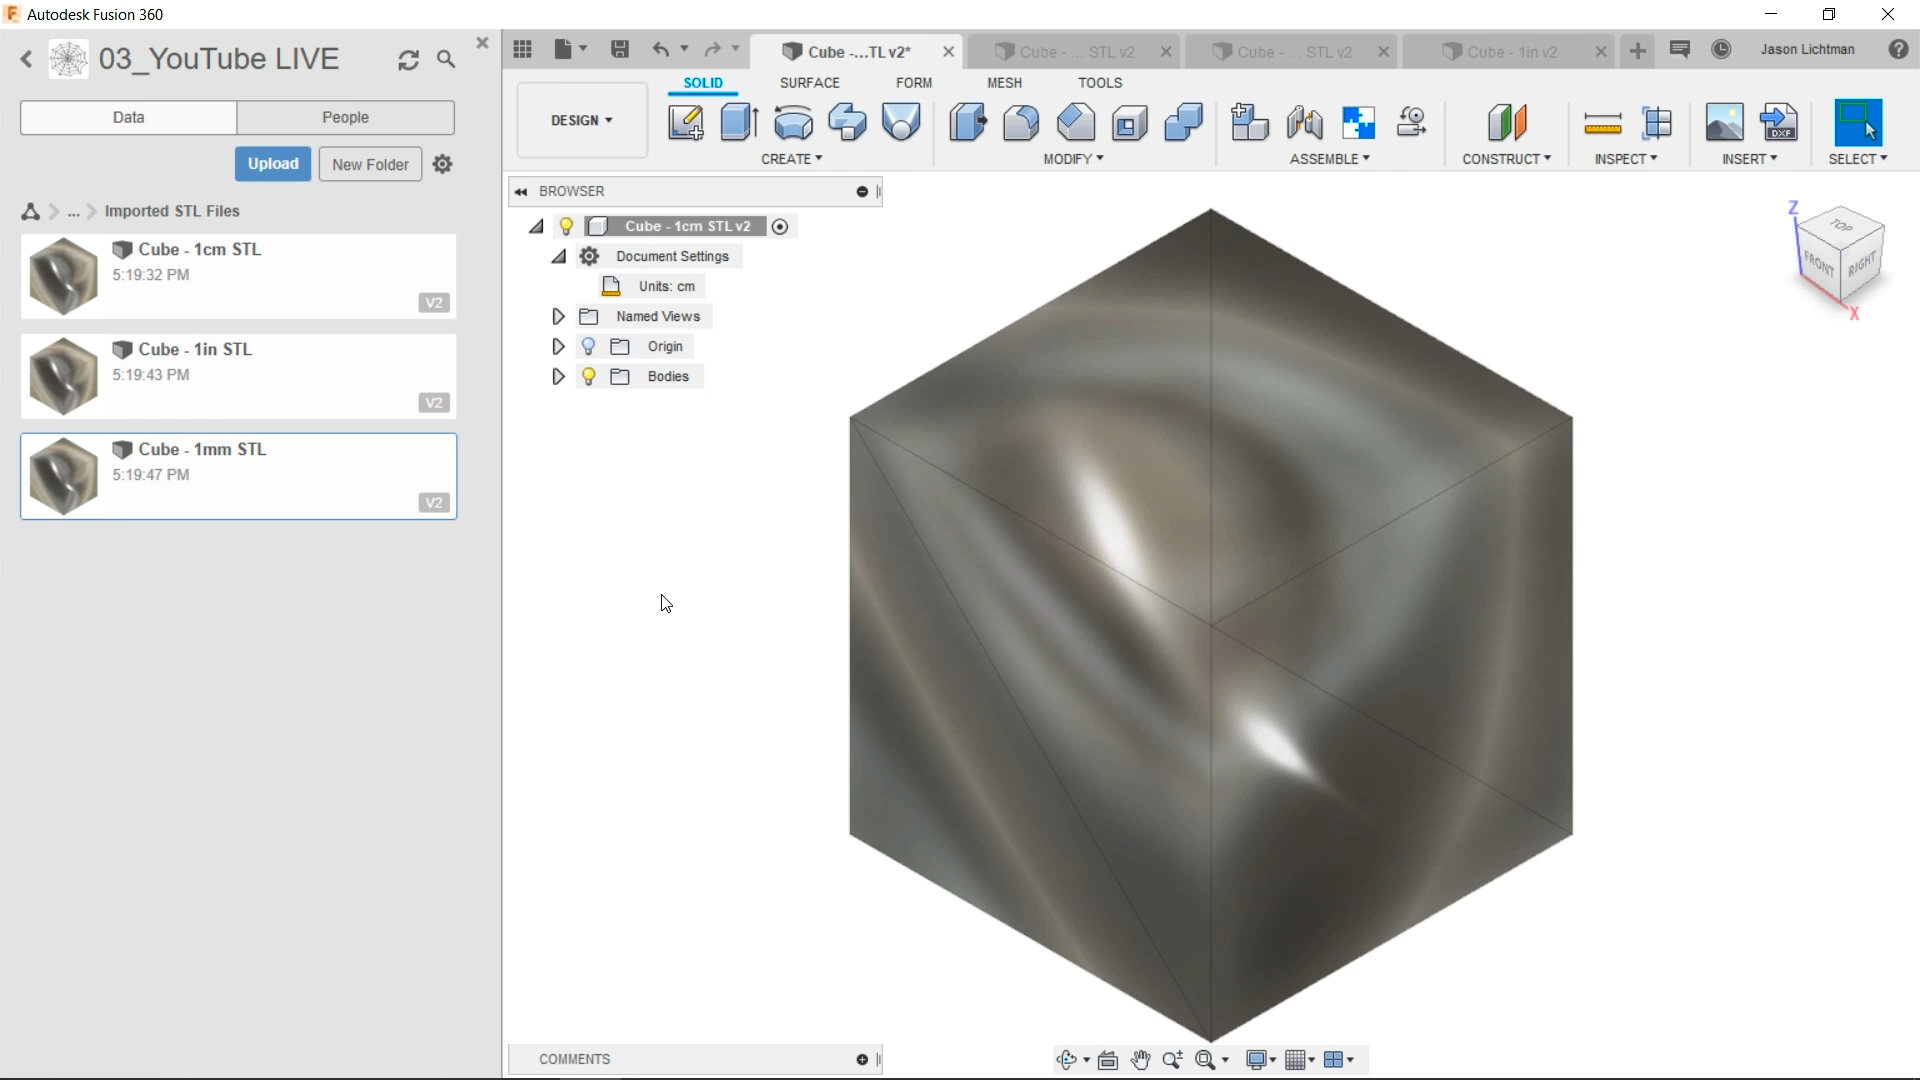 Autodesk Fusion 360
03_YouTube LIVE
Data
People
Upload
New Folder
... Imported STL Files
Cube - 1cm STL
5:19:32 PM
V2
Cube - 1in STL
5:19:43 PM
V2
Cube - 1mm STL
5:19:47 PM
V2
Cube -...TL v2*
Cube - ... STL v2
Cube - ... STL v2
Cube - 1in v2
Jason Lichtman
SOLID
SURFACE
FORM
MESH
TOOLS
DESIGN
DXF
CREATE
MODIFY
ASSEMBLE
CONSTRUCT
INSPECT
INSERT
SELECT
BROWSER
Cube - 1cm STL v2
Document Settings
Units: cm
Named Views
Origin
Bodies
Z
TOP
FRONT
RIGHT
X
COMMENTS